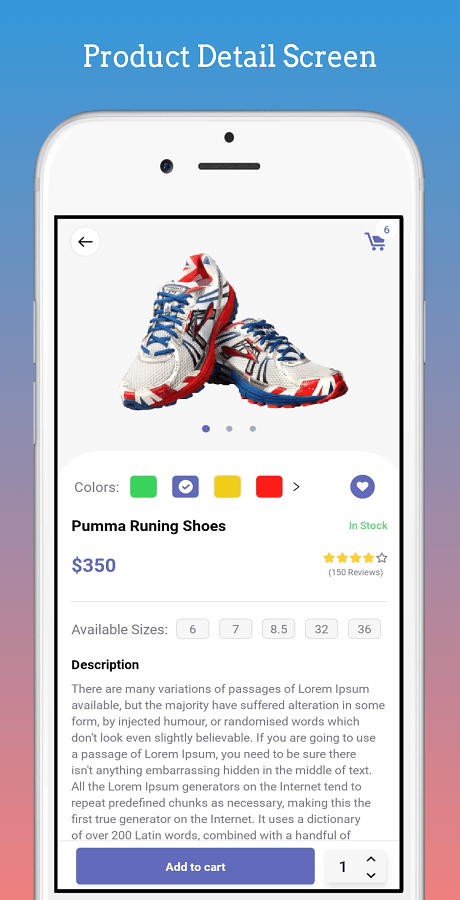 Product Detail Screen
6
Colors:
Pumma Runing Shoes
In Stock
$350
(150 Reviews)
Available Sizes: 6 7 8.5 32 36
Description
There are many variations of passages of Lorem Ipsum
available, but the majority have suffered alteration in some
form, by injected humour, or randomised words which
don't look even slightly believable. If you are going to use
a passage of Lorem Ipsum, you need to be sure there
isn't anything embarrassing hidden in the middle of text.
All the Lorem Ipsum generators on the Internet tend to
repeat predefined chunks as necessary, making this the
first true generator on the Internet. It uses a dictionary
of over 200 Latin words, combined with a handful of
Add to cart
1